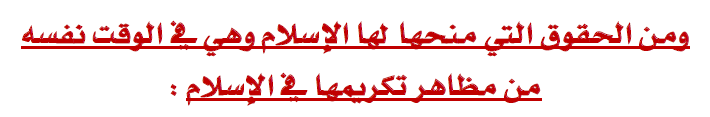 ومن الحقوق التي منحها لها الإسلام وهي في الوقت نفسه
من مظاهر تكريمها في الإسلام :